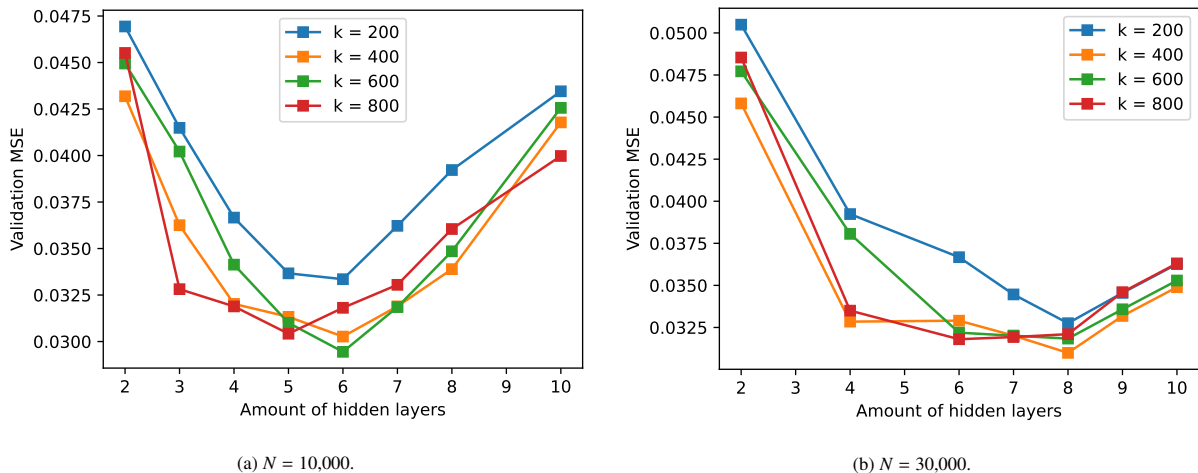 0.0475
0.0450
0.0425
0.0400
0.0375
0.0350
0.0325
0.0300
Validation MSE
k = 200
k = 400
k = 600
k = 800
2 3 4 5 6 7 8 9 10
Amount of hidden layers
(a) N = 10,000.
0.0500
0.0475
0.0450
0.0425
0.0400
0.0375
0.0350
0.0325
Validation MSE
k = 200
k = 400
k = 600
k = 800
2 3 4 5 6 7 8 9 10
Amount of hidden layers
(b) N = 30,000.